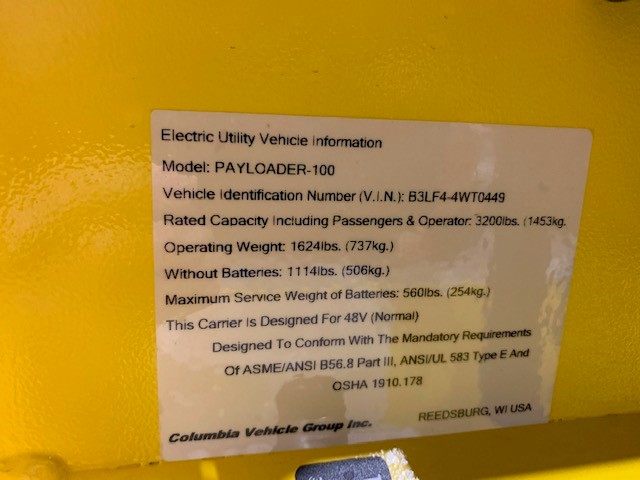 Electric Utility Vehicle Information
Model: PAYLOADER-100
Vehicle Identification Number (V.I.N.): B3LF4-4WT0449
Rated Capacity Including Passengers & Operator: 3200lbs. (1453kg.
Operating Weight: 1624lbs. (737kg.)
Without Batteries: 1114lbs. (506kg.)
Maximum Service Weight of Batteries: 560lbs. (254kg.)
This Carrier Is Designed For 48V (Normal)
Designed To Conform With The Mandatory Requirements
Of ASME/ANSI B56.8 Part III, ANSI/UL 583 Type E And
OSHA 1910.178
Columbia Vehicle Group Inc.
REEDSBURG, WI USA